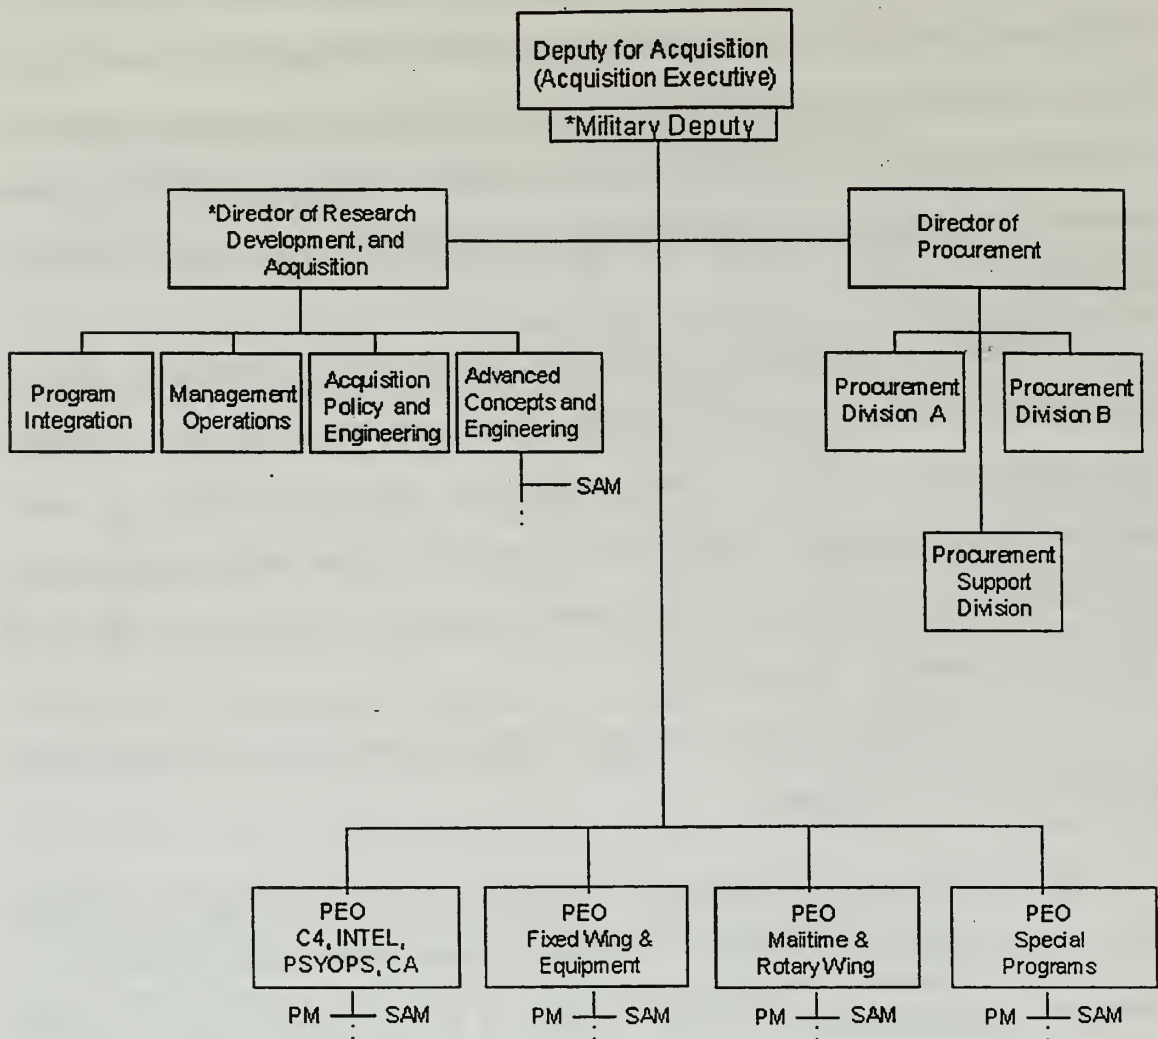 Deputy for Acquisition
(Acquisition Executive)
*Military Deputy
*Director of Research
Development, and
Acquisition
Director of
Procurement
Program
Integration
Management
Operations
Acquisition
Policy and
Engineering
Advanced
Concepts and
Engineering
SAM
Procurement
Division A
Procurement
Division B
Procurement
Support
Division
PEO
C4, INTEL,
PSYOPS, CA
PM SAM
PEO
Fixed Wing &
Equipment
PM SAM
PEO
Maiitime &
Rotary Wing
PM SAM
PEO
Special
Programs
PM SAM